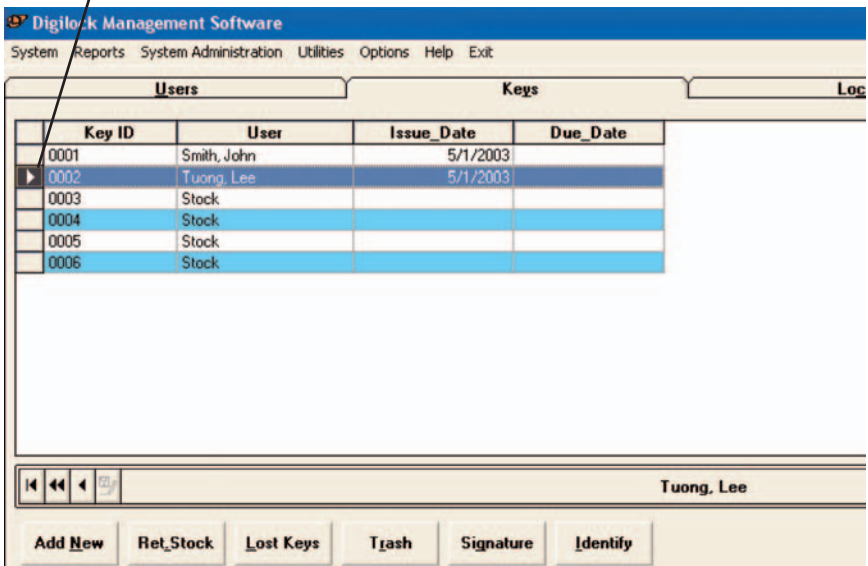 Digilock Management Software
System Reports System Administration Utilities Options Help Exit
Users Keys Loc
Key ID User Issue_Date Due_Date
0001 Smith, John 5/1/2003
0002 Tuong, Lee 5/1/2003
0003 Stock
0004 Stock
0005 Stock
0006 Stock
Tuong, Lee
Add New Ret.Stock Lost Keys Trash Signature Identify